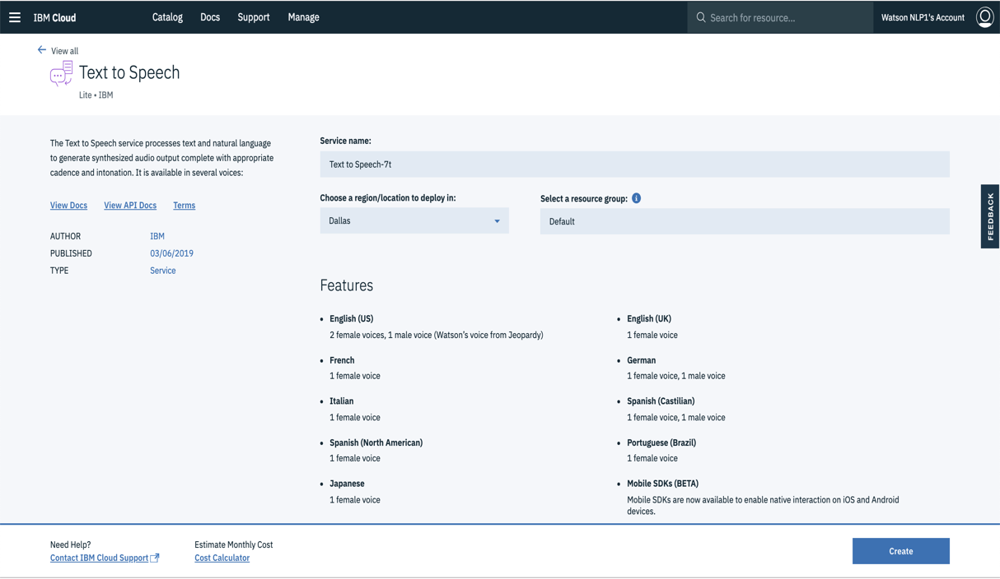 IBM Cloud
Catalog Docs Support Manage
Search for resource...
Watson NLP1's Account
View all
Text to Speech
Lite • IBM
The Text to Speech service processes text and natural language
to generate synthesized audio output complete with appropriate
cadence and intonation. It is available in several voices:
View Docs View API Docs Terms
AUTHOR IBM
PUBLISHED 03/06/2019
TYPE Service
Service name:
Text to Speech-7t
Choose a region/location to deploy in:
Dallas
Select a resource group:
Default
FEEDBACK
Features
• English (US)
2 female voices, 1 male voice (Watson's voice from Jeopardy)
• English (UK)
1 female voice
• French
1 female voice
• German
1 female voice, 1 male voice
• Italian
1 female voice
• Spanish (Castilian)
1 female voice, 1 male voice
• Spanish (North American)
1 female voice
• Portuguese (Brazil)
1 female voice
• Japanese
1 female voice
• Mobile SDKs (BETA)
Mobile SDKs are now available to enable native interaction on iOS and Android
devices.
Need Help?
Contact IBM Cloud Support
Estimate Monthly Cost
Cost Calculator
Create